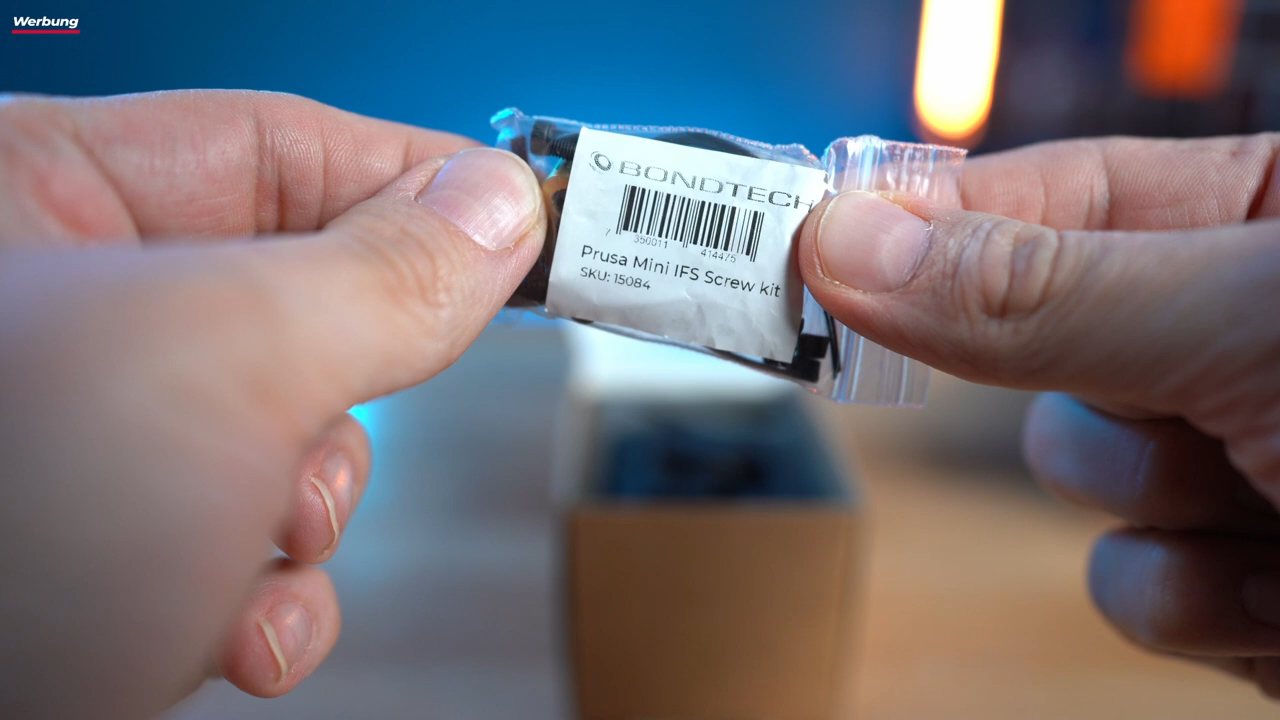 Werbung
BONDTECH
7 350011 414475
Prusa Mini IFS Screw kit
SKU: 15084